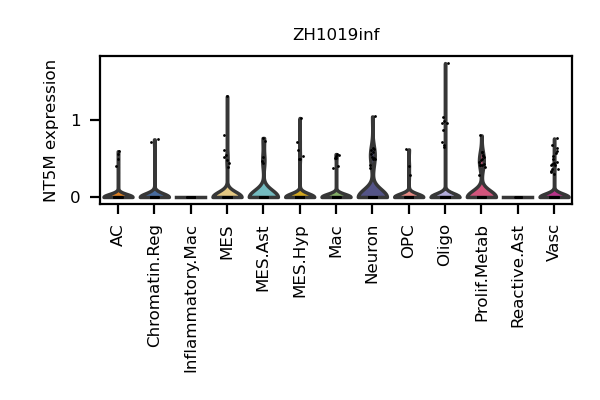 ZH1019inf
NT5M expression
1
0
AC
Chromatin.Reg
Inflammatory.Mac
MES
MES.Ast
MES.Hyp
Mac
Neuron
OPC
Oligo
Prolif.Metab
Reactive.Ast
Vasc